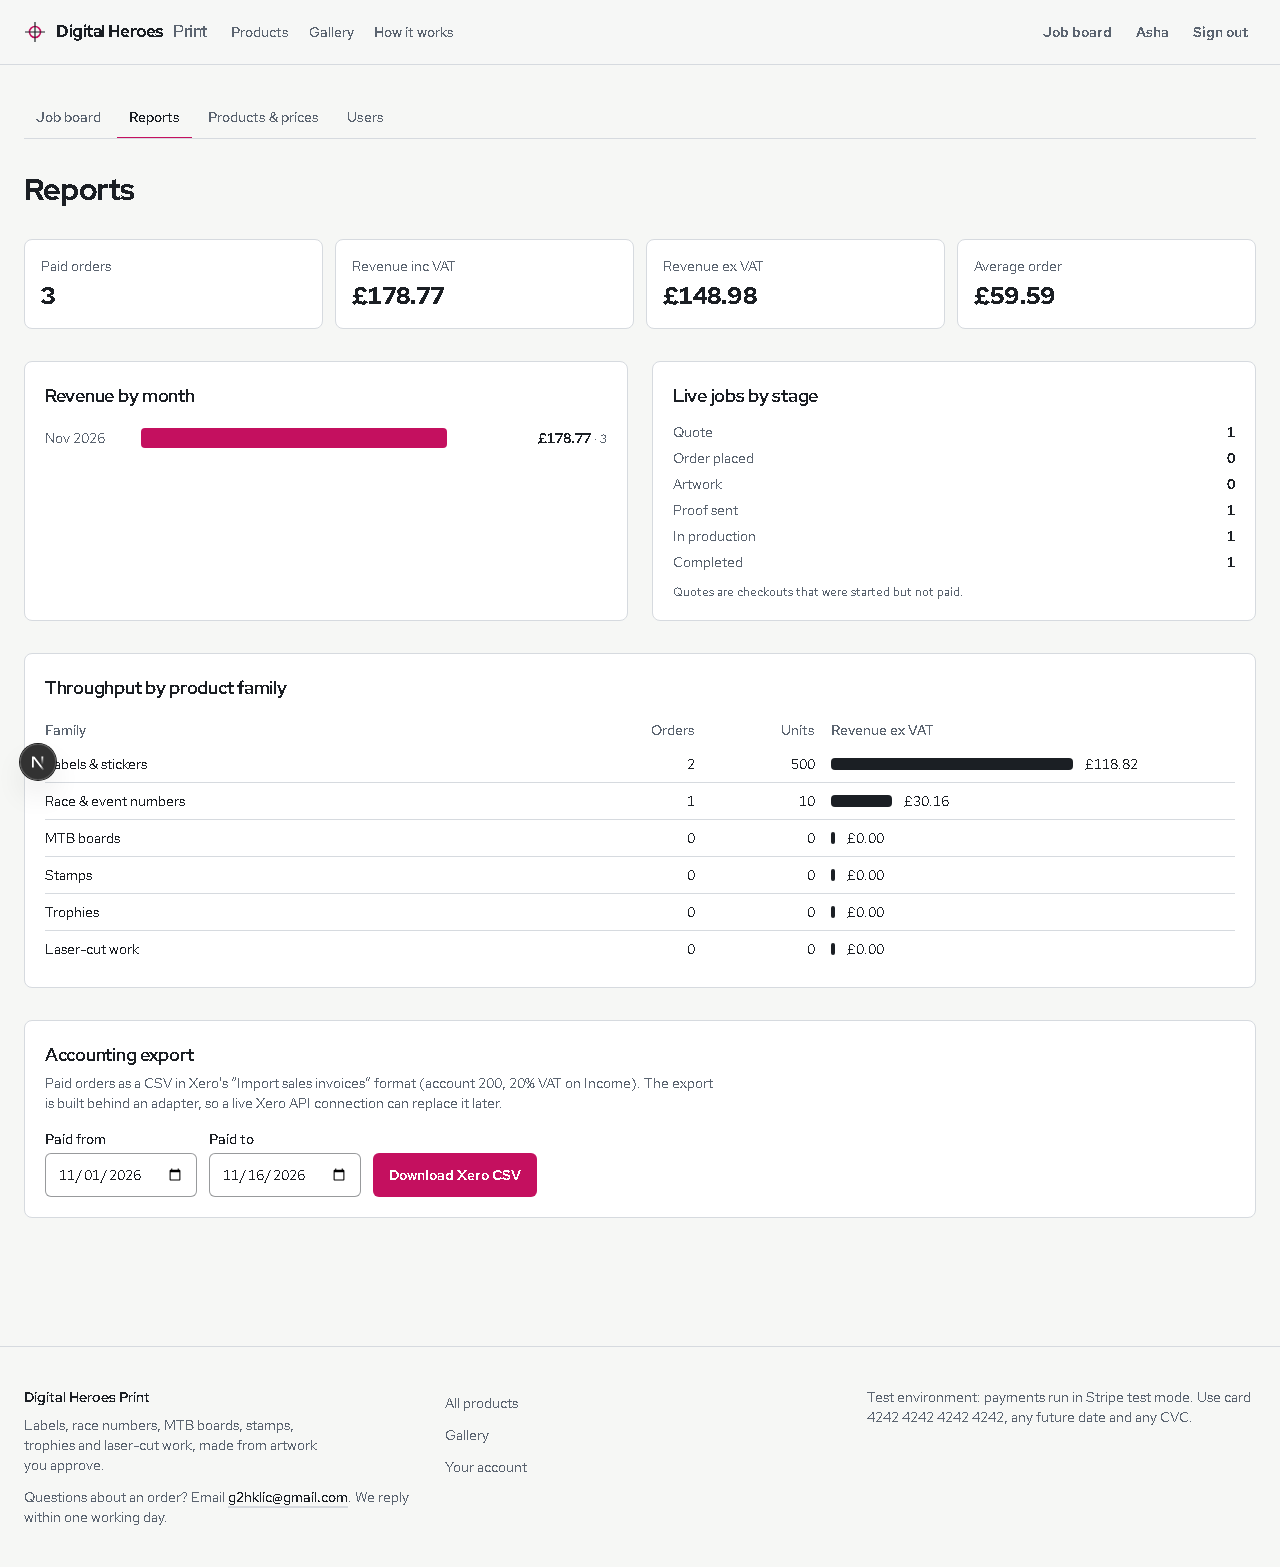 Digital Heroes Print Products Gallery How it works Job board Asha Sign out
Job board Reports Products & prices Users
Reports
Paid orders Revenue inc VAT Revenue ex VAT Average order
3 £178.77 £148.98 £59.59
Revenue by month
Nov 2026 £178.77 · 3
Live jobs by stage
Quote 1
Order placed 0
Artwork 0
Proof sent 1
In production 1
Completed 1
Quotes are checkouts that were started but not paid.
Throughput by product family
Family Orders Units Revenue ex VAT
N
abels & stickers 2 500 £118.82
Race & event numbers 1 10 £30.16
MTB boards 0 0 £0.00
Stamps 0 0 £0.00
Trophies 0 0 £0.00
Laser-cut work 0 0 £0.00
Accounting export
Paid orders as a CSV in Xero's "Import sales invoices" format (account 200, 20% VAT on Income). The export
is built behind an adapter, so a live Xero API connection can replace it later.
Paid from Paid to
11/01/2026 11/16/2026 Download Xero CSV
Digital Heroes Print
Labels, race numbers, MTB boards, stamps,
trophies and laser-cut work, made from artwork
you approve.
Questions about an order? Email g2hklic@gmail.com. We reply
within one working day.
All products
Gallery
Your account
Test environment: payments run in Stripe test mode. Use card
4242 4242 4242 4242, any future date and any CVC.